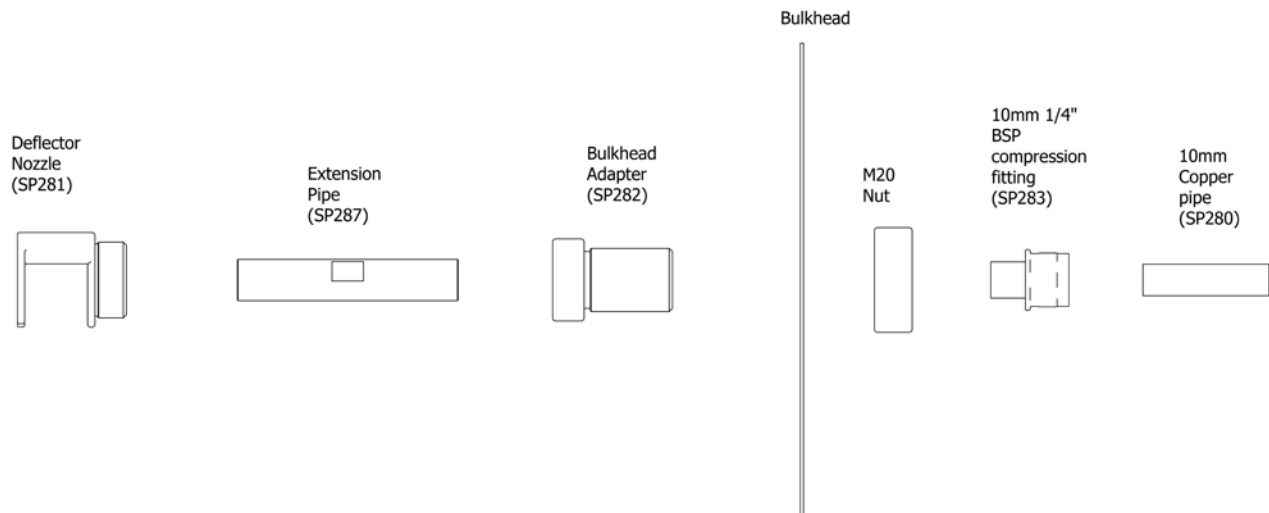 Bulkhead
Deflector
Nozzle
(SP281)
Extension
Pipe
(SP287)
Bulkhead
Adapter
(SP282)
M20
Nut
10mm 1/4"
BSP
compression
fitting
(SP283)
10mm
Copper
pipe
(SP280)